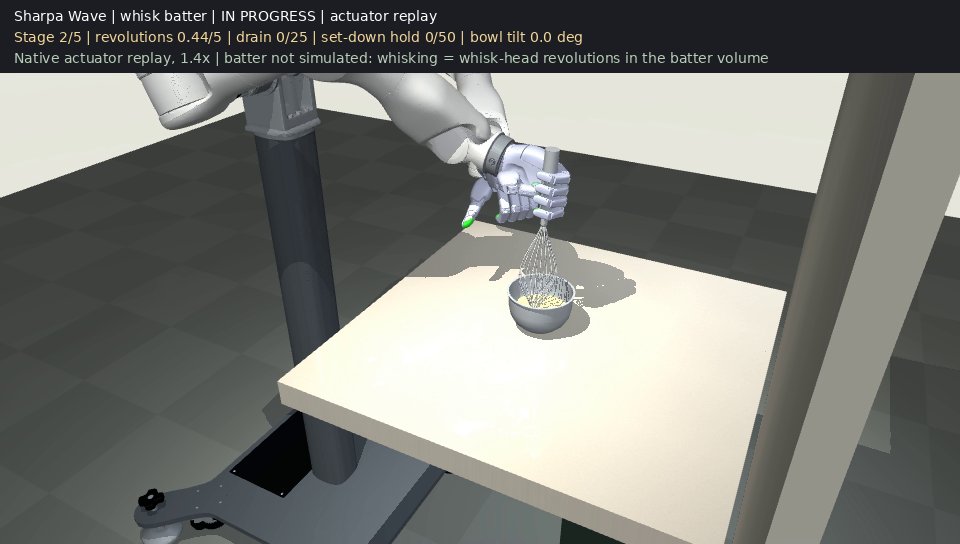 Sharpa Wave | whisk batter | IN PROGRESS | actuator replay
Stage 2/5 | revolutions 0.44/5 | drain 0/25 | set-down hold 0/50 | bowl tilt 0.0 deg
Native actuator replay, 1.4x | batter not simulated: whisking = whisk-head revolutions in the batter volume